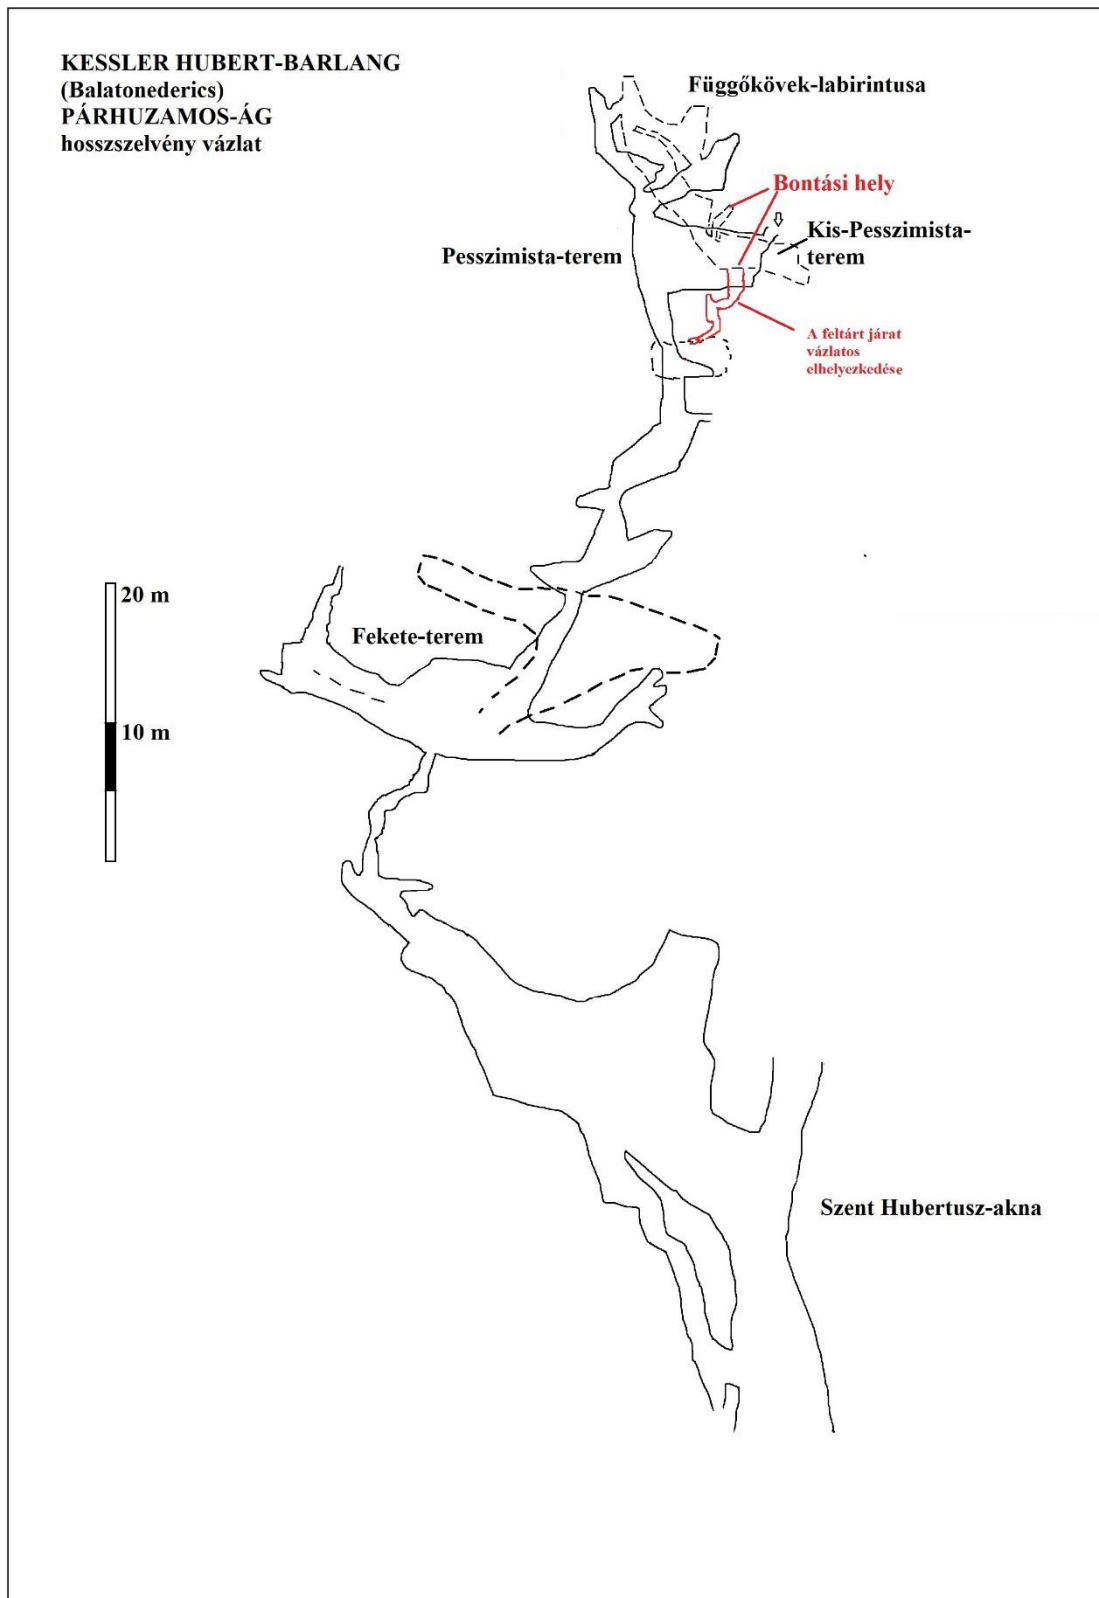 KESSLER HUBERT-BARLANG
(Balatonederics)
PÁRHUZAMOS-ÁG
hosszszelvény vázlat
Függőkövek-labirintusa
Bontási hely
Kis-Pesszimista-
terem
Pesszimista-terem
A feltárt járat
vázlatos
elhelyezkedése
20 m
Fekete-terem
10 m
Szent Hubertusz-akna